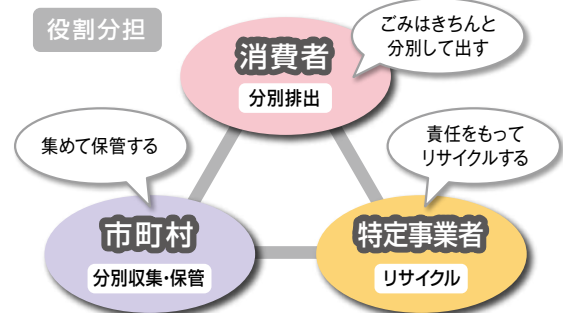 役割分担
ごみはきちんと
分別して出す
消費者
分別排出
集めて保管する
責任をもって
リサイクルする
市町村
分別収集・保管
特定事業者
リサイクル